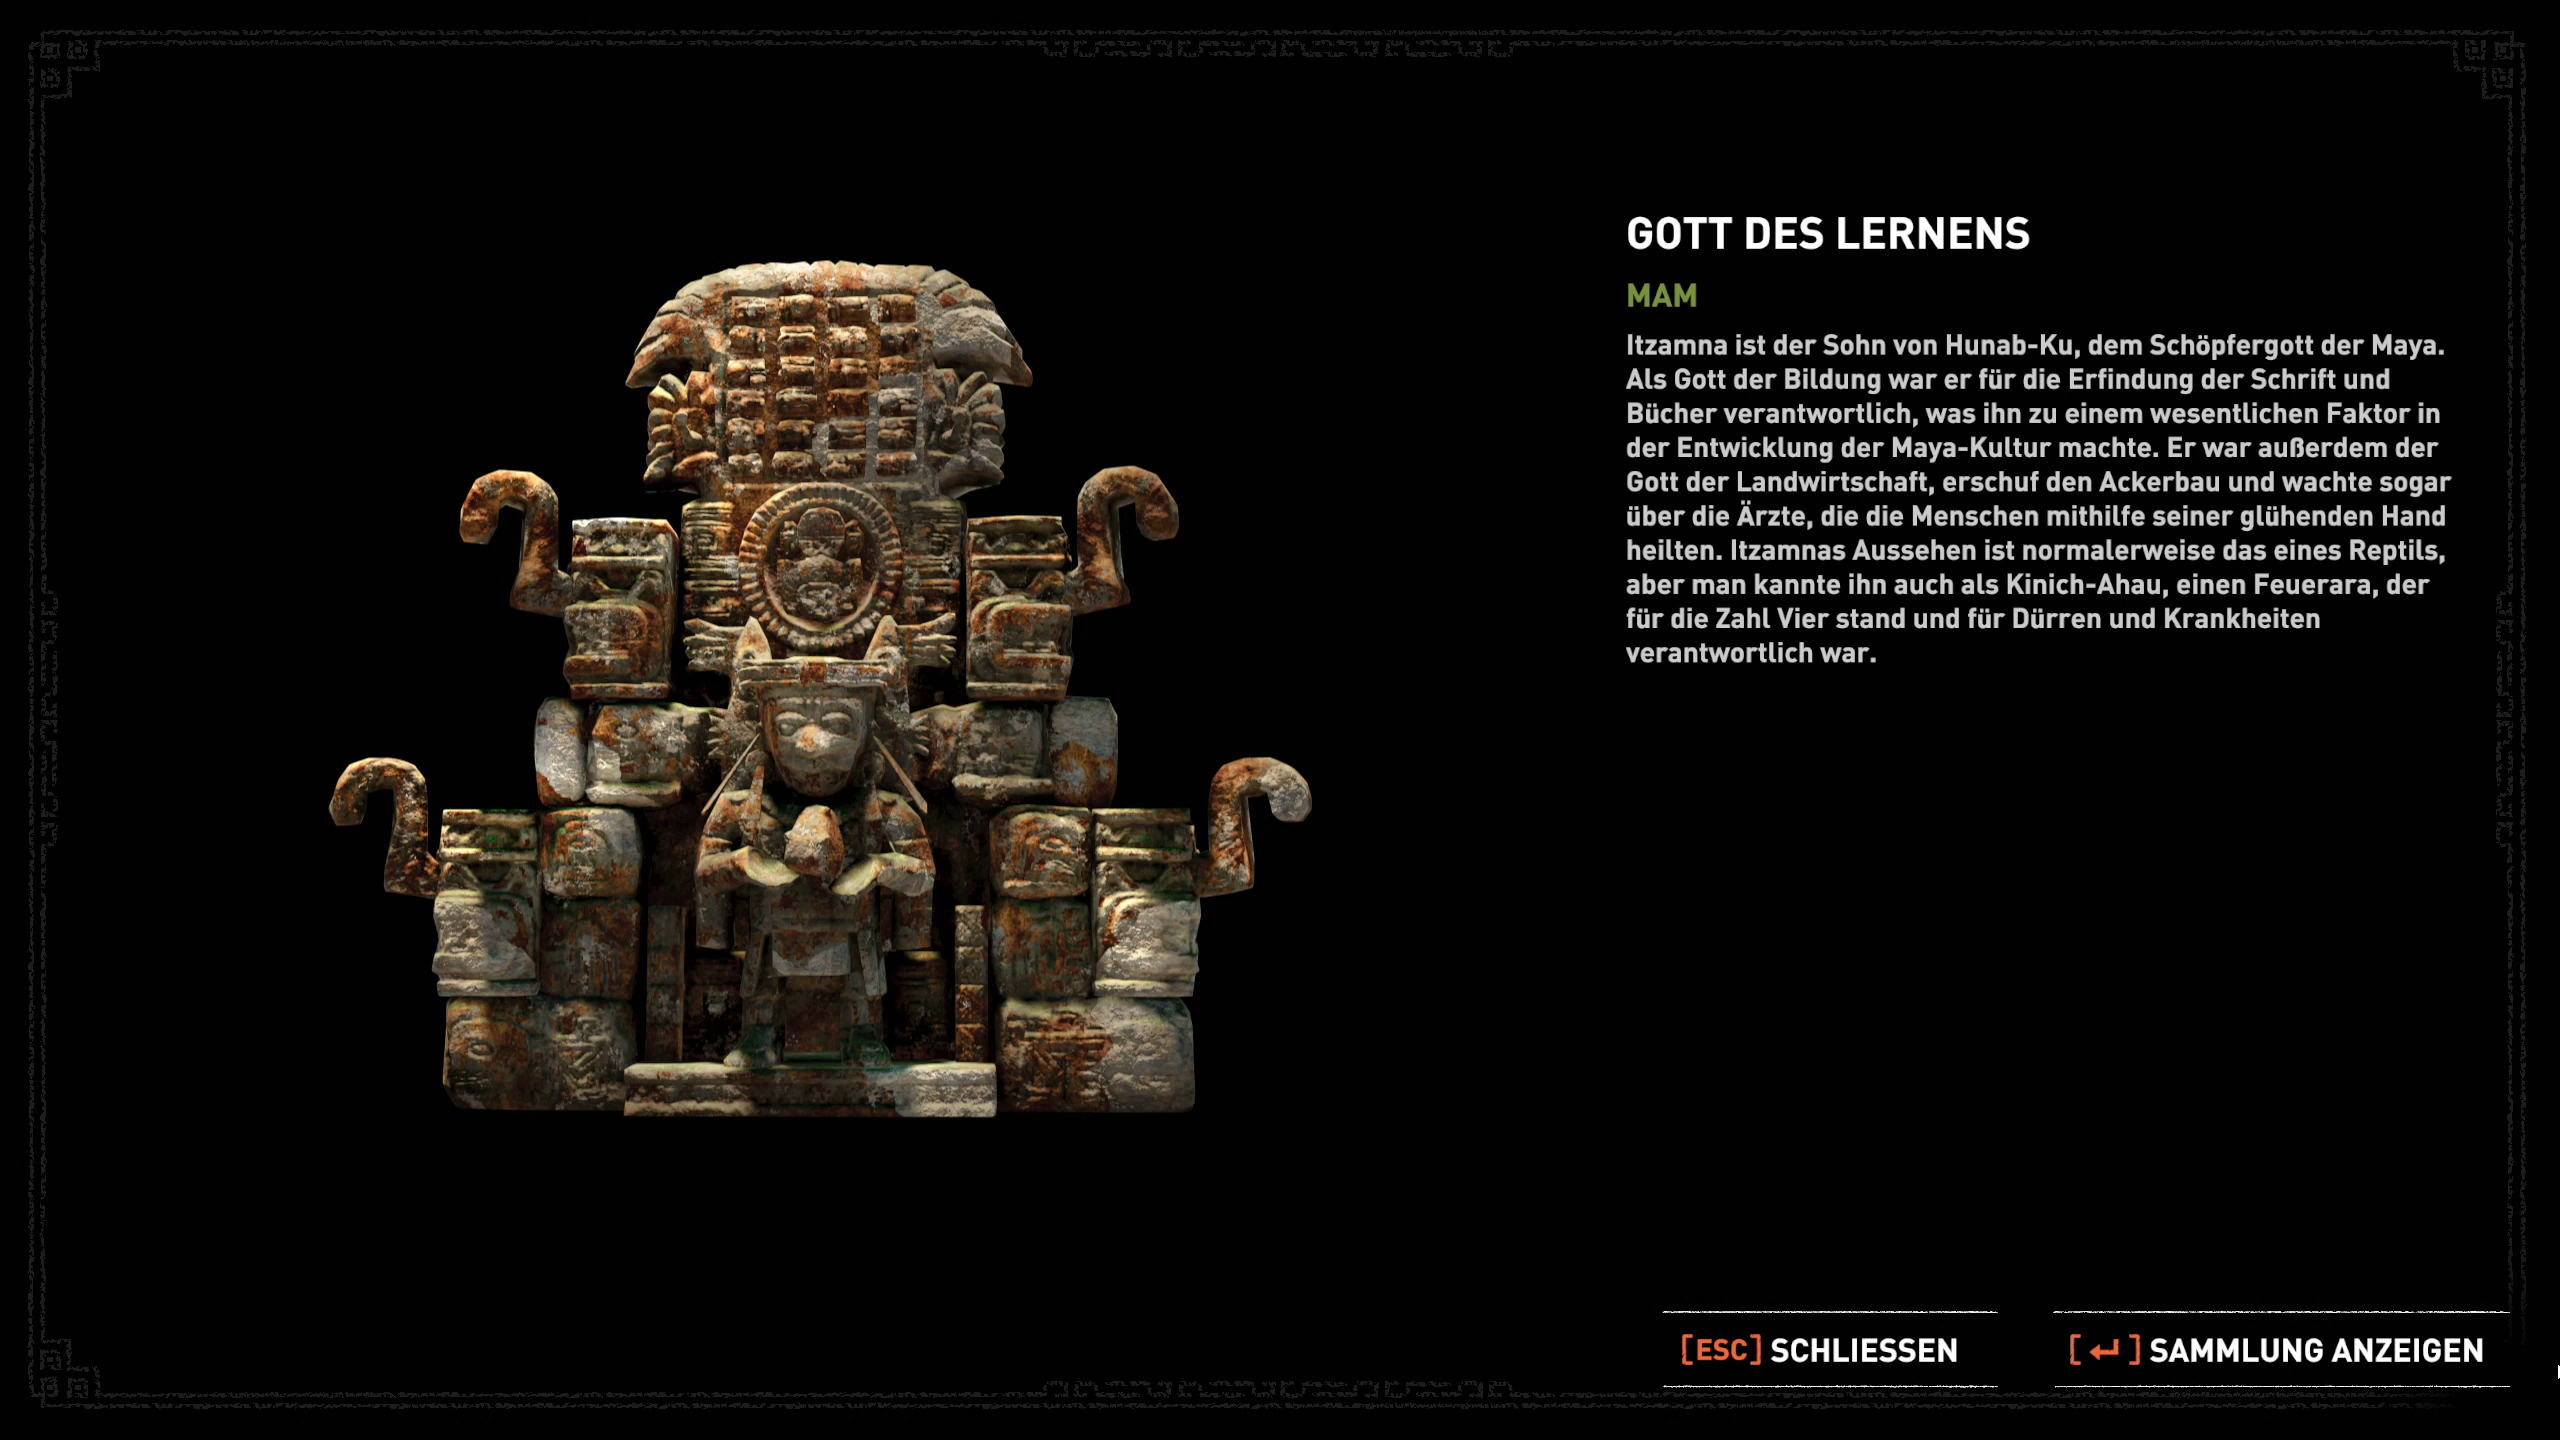 GOTT DES LERNENS
MAM
Itzamna ist der Sohn von Hunab-Ku, dem Schöpfergott der Maya.
Als Gott der Bildung war er für die Erfindung der Schrift und
Bücher verantwortlich, was ihn zu einem wesentlichen Faktor in
der Entwicklung der Maya-Kultur machte. Er war außerdem der
Gott der Landwirtschaft, erschuf den Ackerbau und wachte sogar
über die Ärzte, die die Menschen mithilfe seiner glühenden Hand
heilten. Itzamnas Aussehen ist normalerweise das eines Reptils,
aber man kannte ihn auch als Kinich-Ahau, einen Feuerara, der
für die Zahl Vier stand und für Dürren und Krankheiten
verantwortlich war.
[ESC] SCHLIESSEN
[↵] SAMMLUNG ANZEIGEN